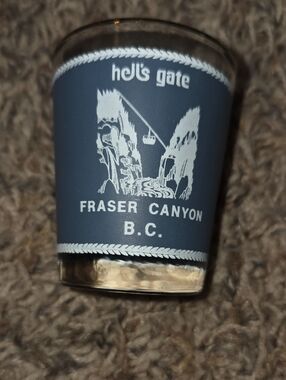 hell's gate
FRASER CANYON
B.C.